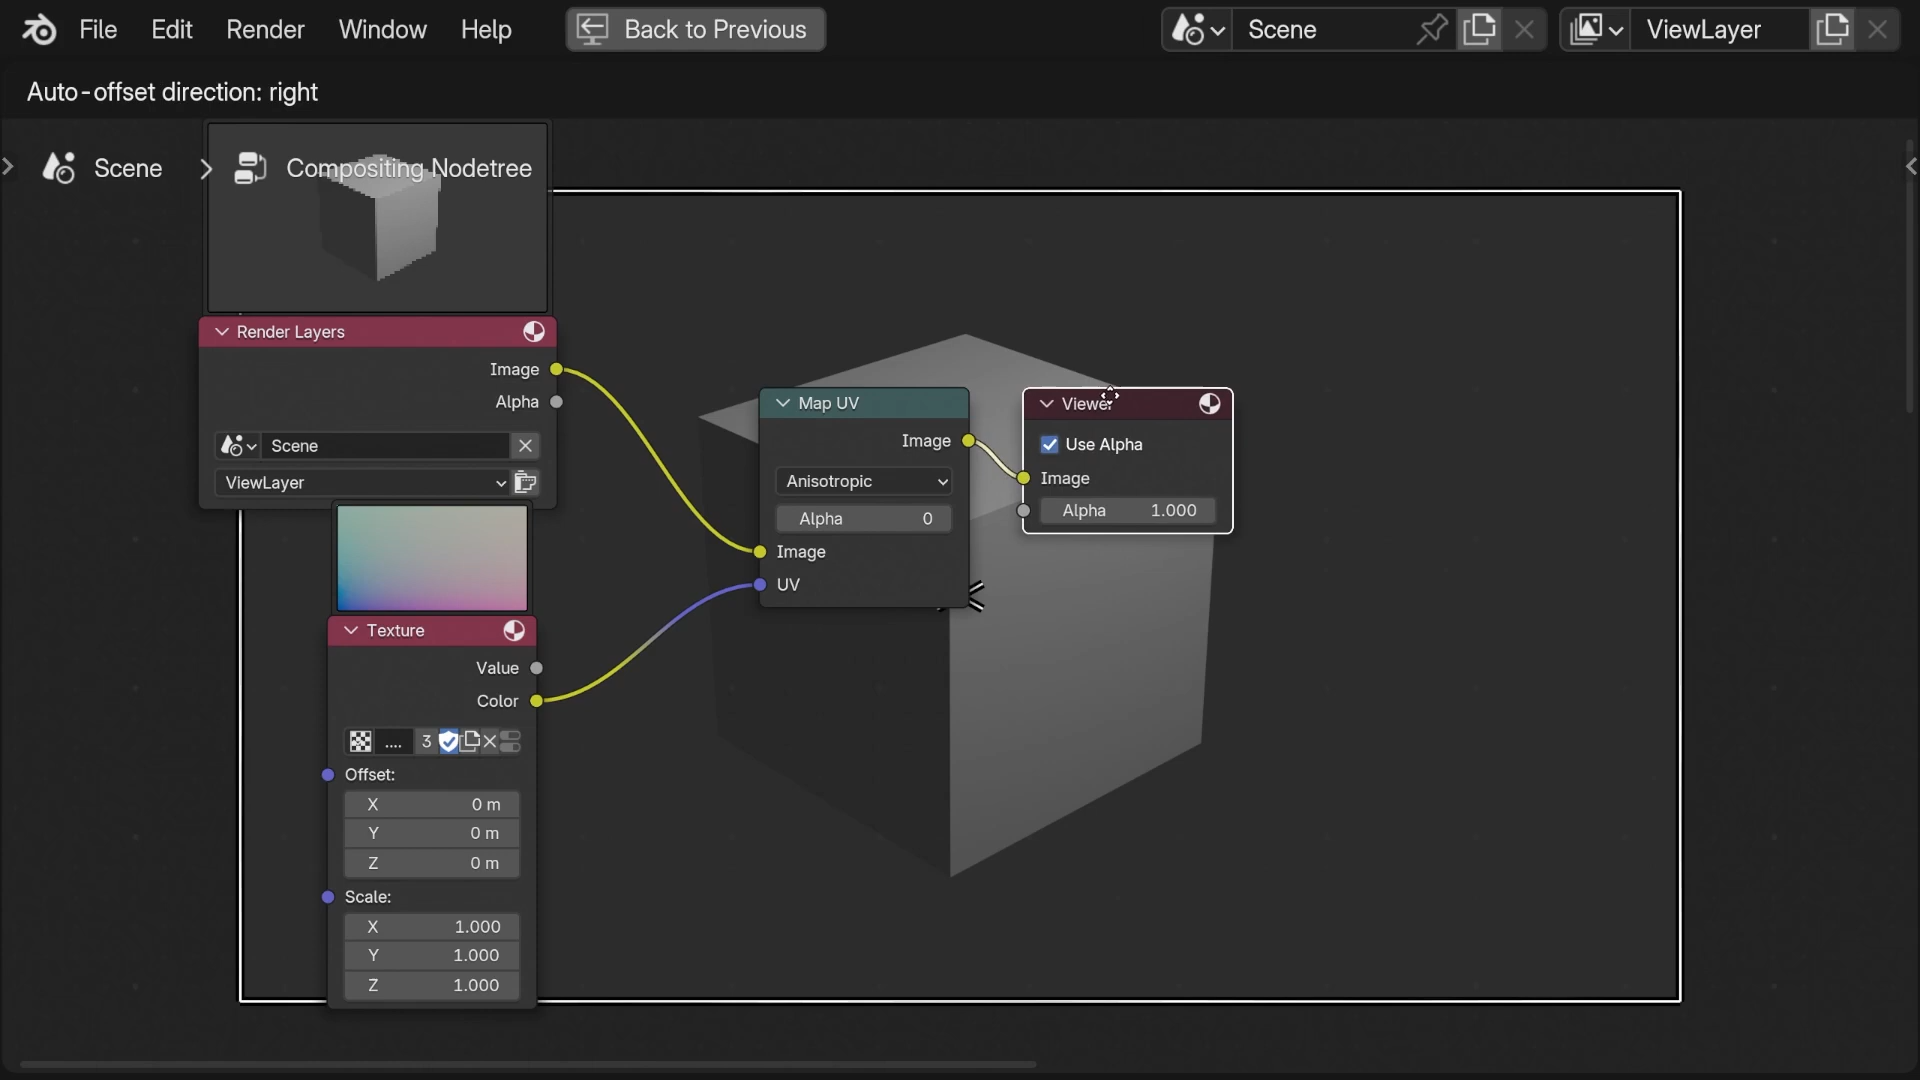 File Edit Render Window Help Back to Previous Scene ViewLayer
Auto-offset direction: right
Scene > Compositing Nodetree
Render Layers
Image
Alpha
Scene
ViewLayer
Map UV
Image
Anisotropic
Alpha 0
Image
UV
Viewer
Use Alpha
Image
Alpha 1.000
Texture
Value
Color
.... 3
Offset:
X 0 m
Y 0 m
Z 0 m
Scale:
X 1.000
Y 1.000
Z 1.000